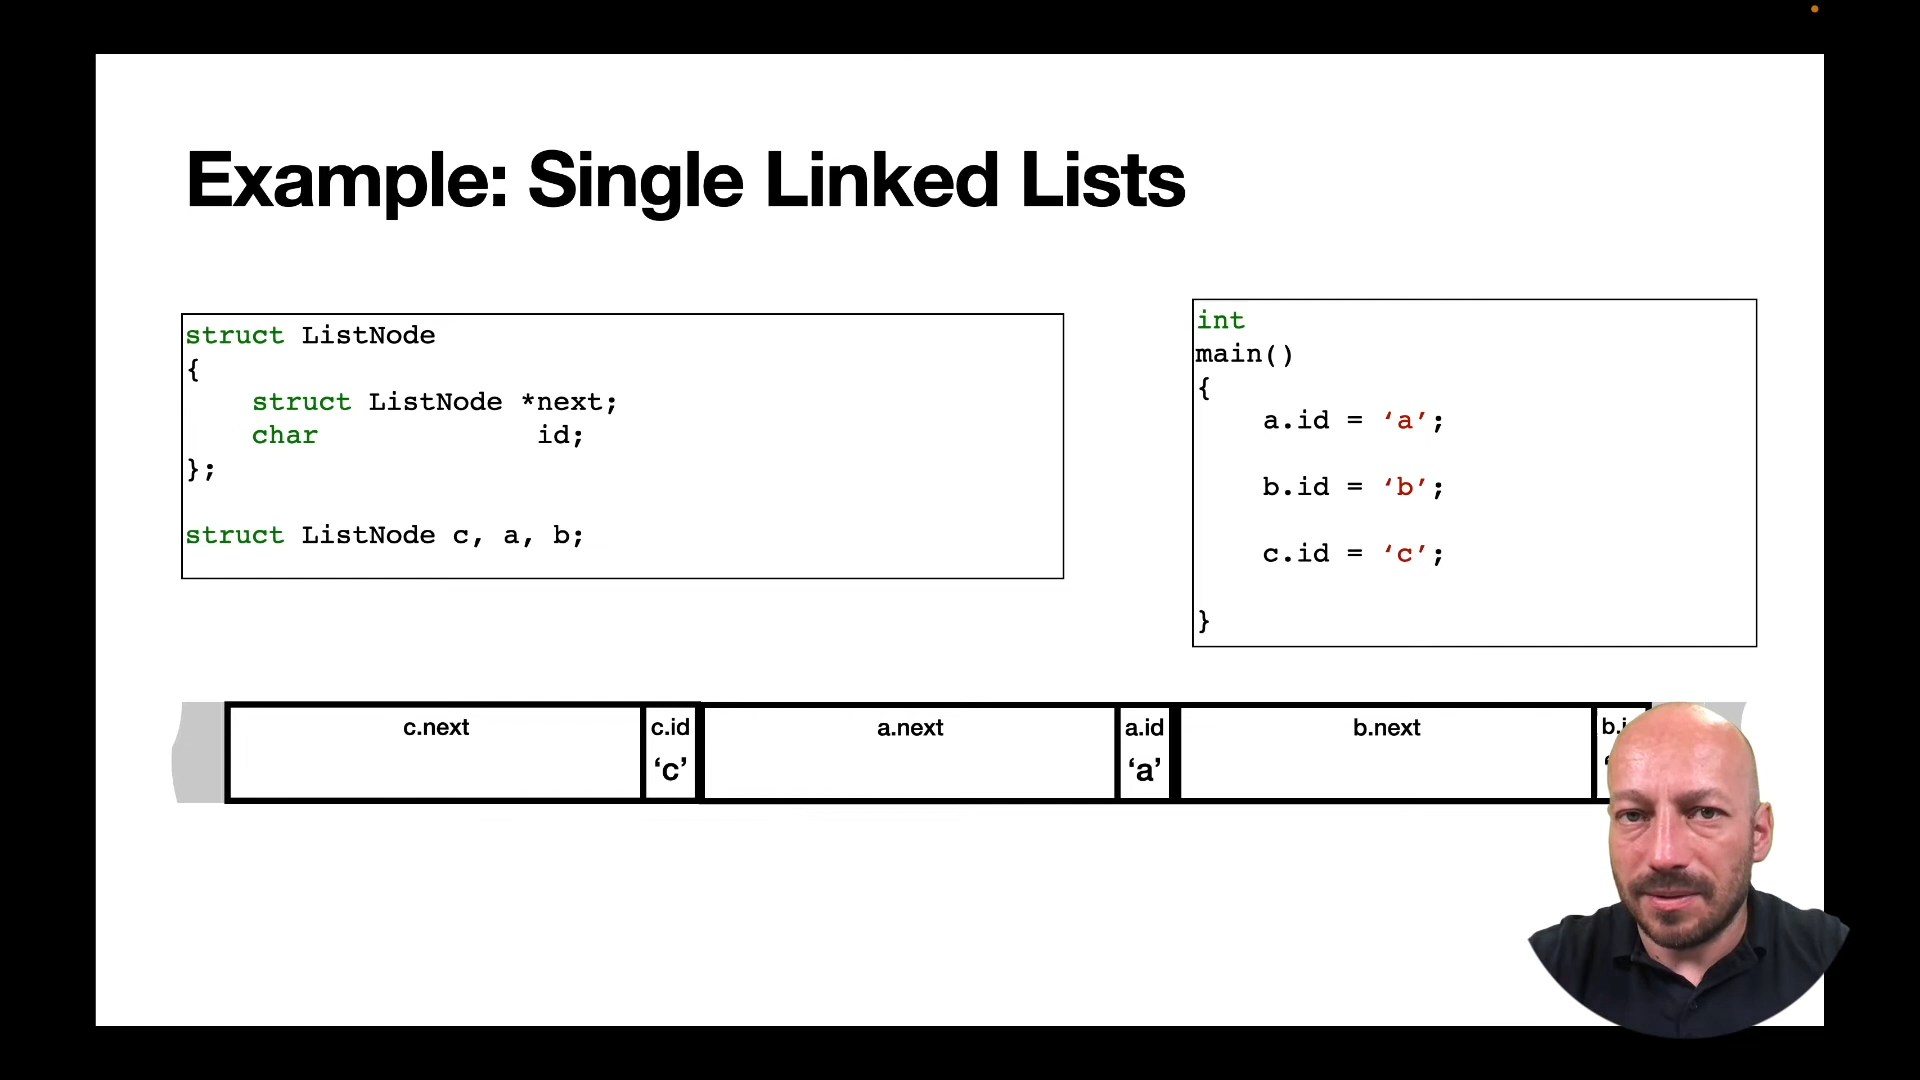 Example: Single Linked Lists
struct ListNode
{
    struct ListNode *next;
    char             id;
};
struct ListNode c, a, b;
int
main()
{
    a.id = ‘a’;
    b.id = ‘b’;
    c.id = ‘c’;
}
c.next c.id a.next a.id b.next
‘c’ ‘a’